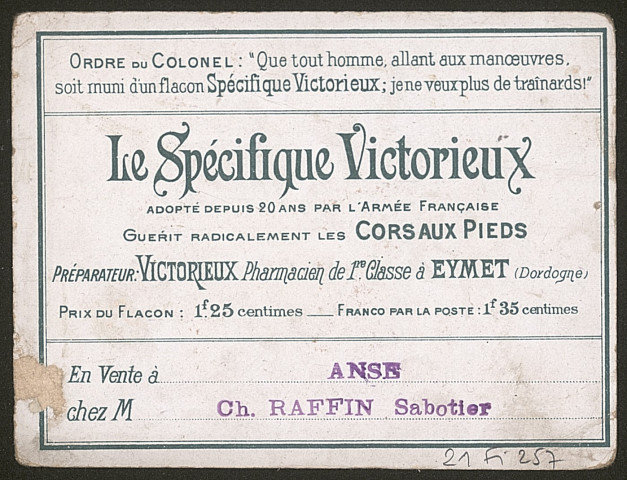 ORDRE DU COLONEL : "Que tout homme, allant aux manœuvres,
soit muni d'un flacon Spécifique Victorieux; je ne veux plus de traînards!"
Le Spécifique Victorieux
ADOPTÉ DEPUIS 20 ANS PAR L'ARMÉE FRANÇAISE
GUÉRIT RADICALEMENT LES CORS AUX PIEDS
PRÉPARATEUR: VICTORIEUX Pharmacien de 1re Classe à EYMET (Dordogne)
PRIX DU FLACON : 1f.25 centimes — FRANCO PAR LA POSTE : 1f 35 centimes
En Vente à ANSE
chez M Ch. RAFFIN Sabotier
21 Fi 257